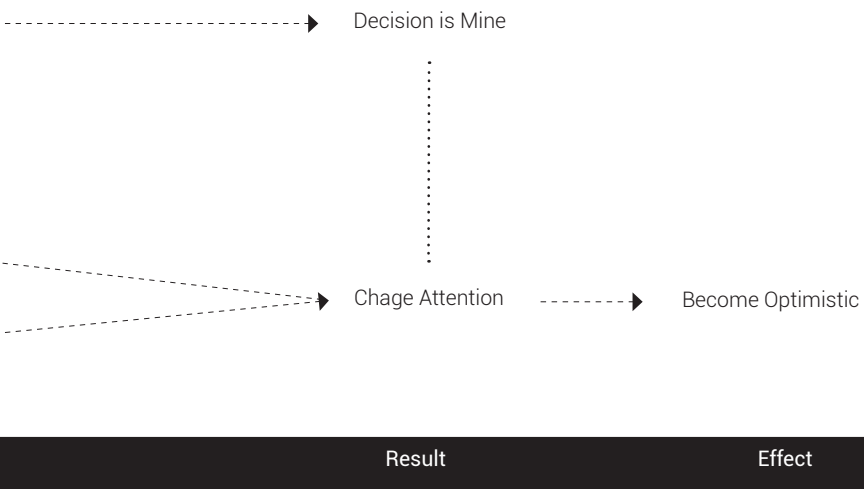 Decision is Mine
Chage Attention
Become Optimistic
Result
Effect